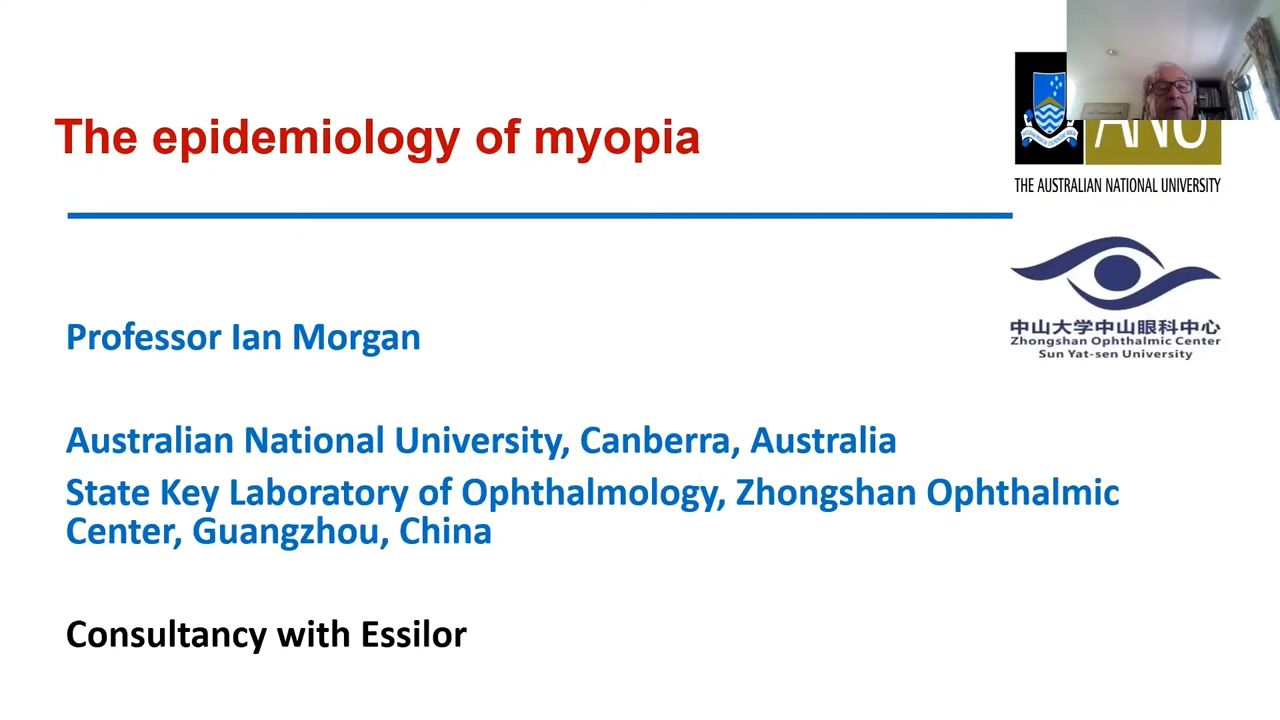 The epidemiology of myopia
ANU
THE AUSTRALIAN NATIONAL UNIVERSITY
中山大学中山眼科中心
Zhongshan Ophthalmic Center
Sun Yat-sen University
Professor Ian Morgan
Australian National University, Canberra, Australia
State Key Laboratory of Ophthalmology, Zhongshan Ophthalmic
Center, Guangzhou, China
Consultancy with Essilor